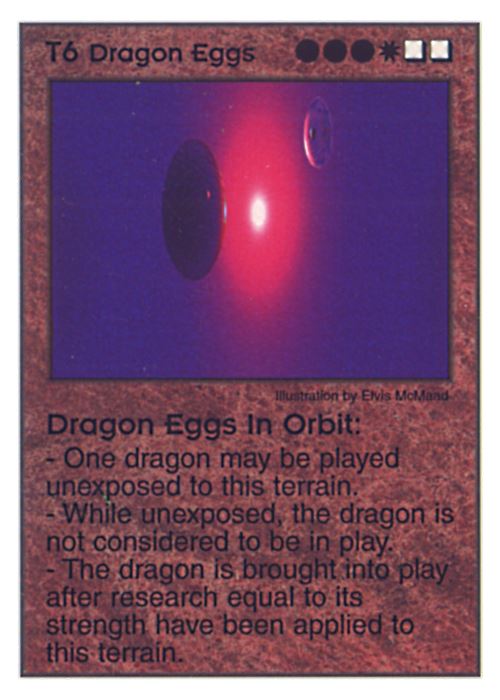 T6 Dragon Eggs
Illustration by Elvis McMaad
Dragon Eggs In Orbit:
- One dragon may be played
unexposed to this terrain.
- While unexposed, the dragon is
not considered to be in play.
- The dragon is brought into play
after research equal to its
strength have been applied to
this terrain.